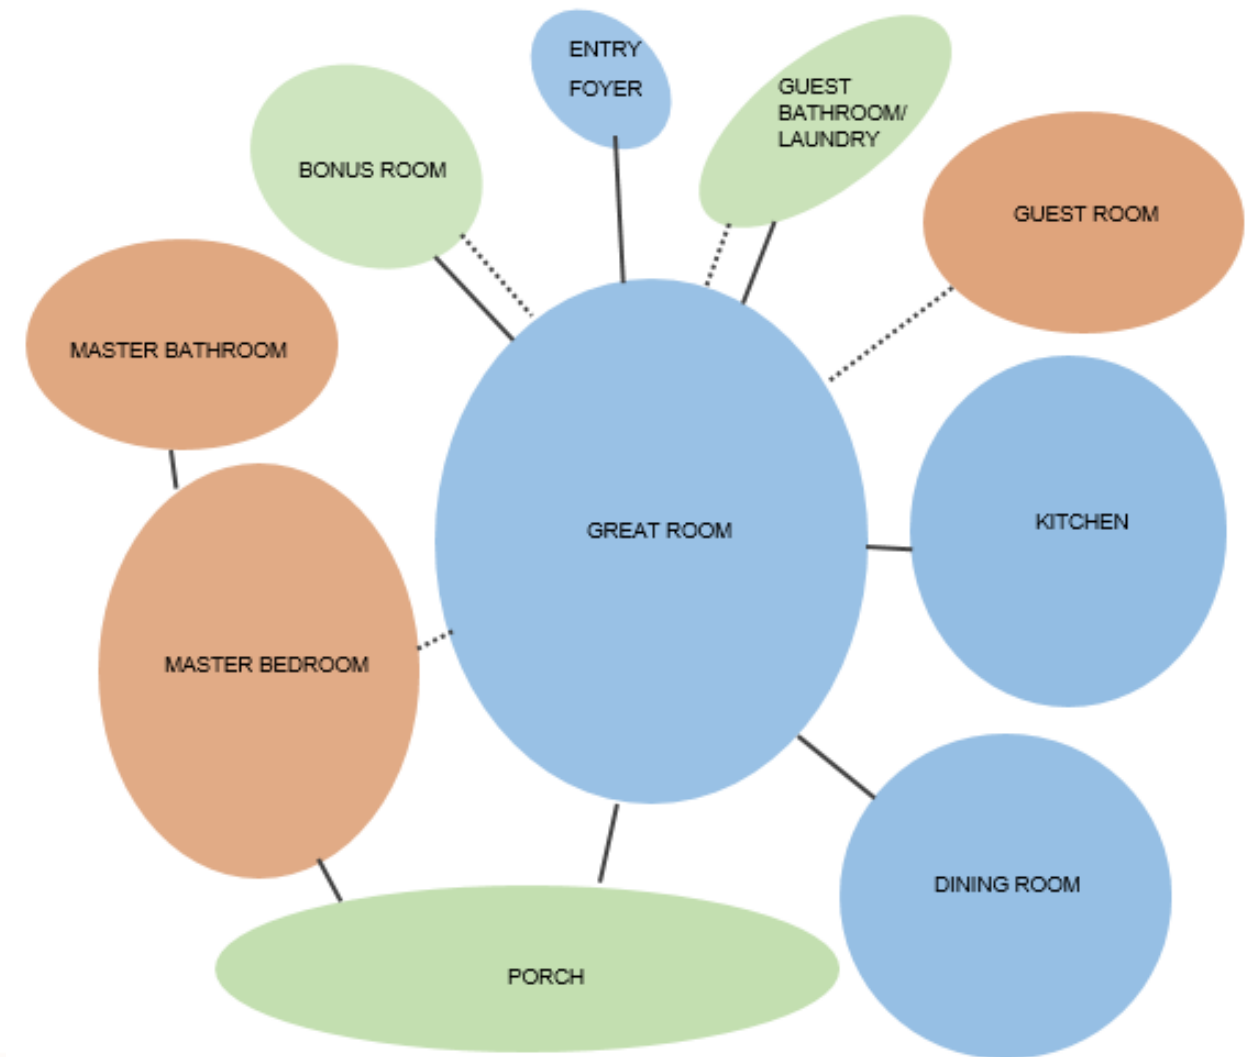 ENTRY
FOYER
GUEST
BATHROOM/
LAUNDRY
BONUS ROOM
GUEST ROOM
MASTER BATHROOM
GREAT ROOM
KITCHEN
MASTER BEDROOM
DINING ROOM
PORCH